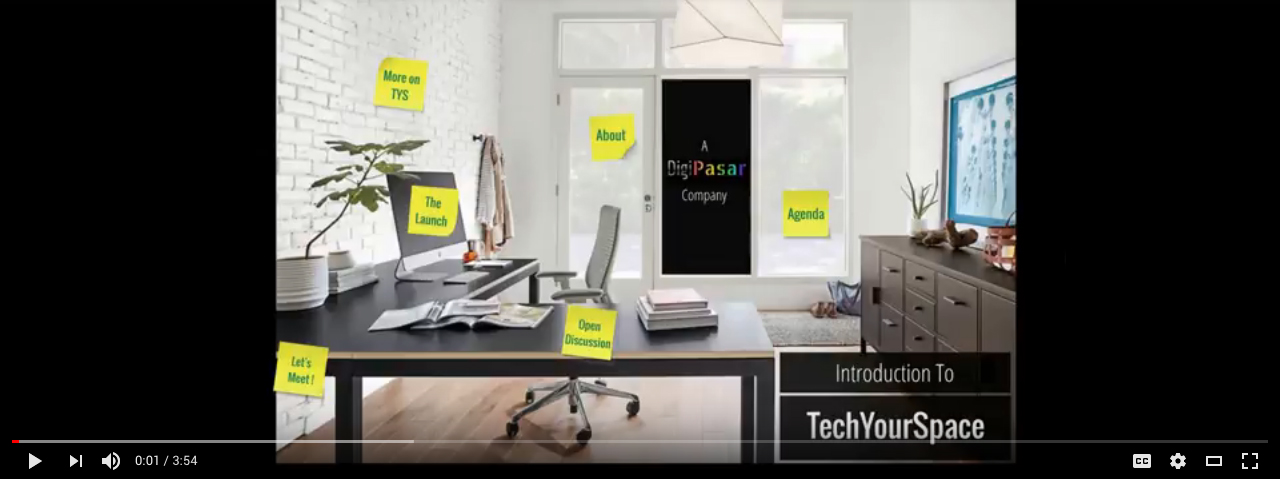 More on
TYS
About
A
DigiPasar
Company
The
Launch
Agenda
Open
Discussion
Let's
Meet !
Introduction To
TechYourSpace
0:01 / 3:54
CC